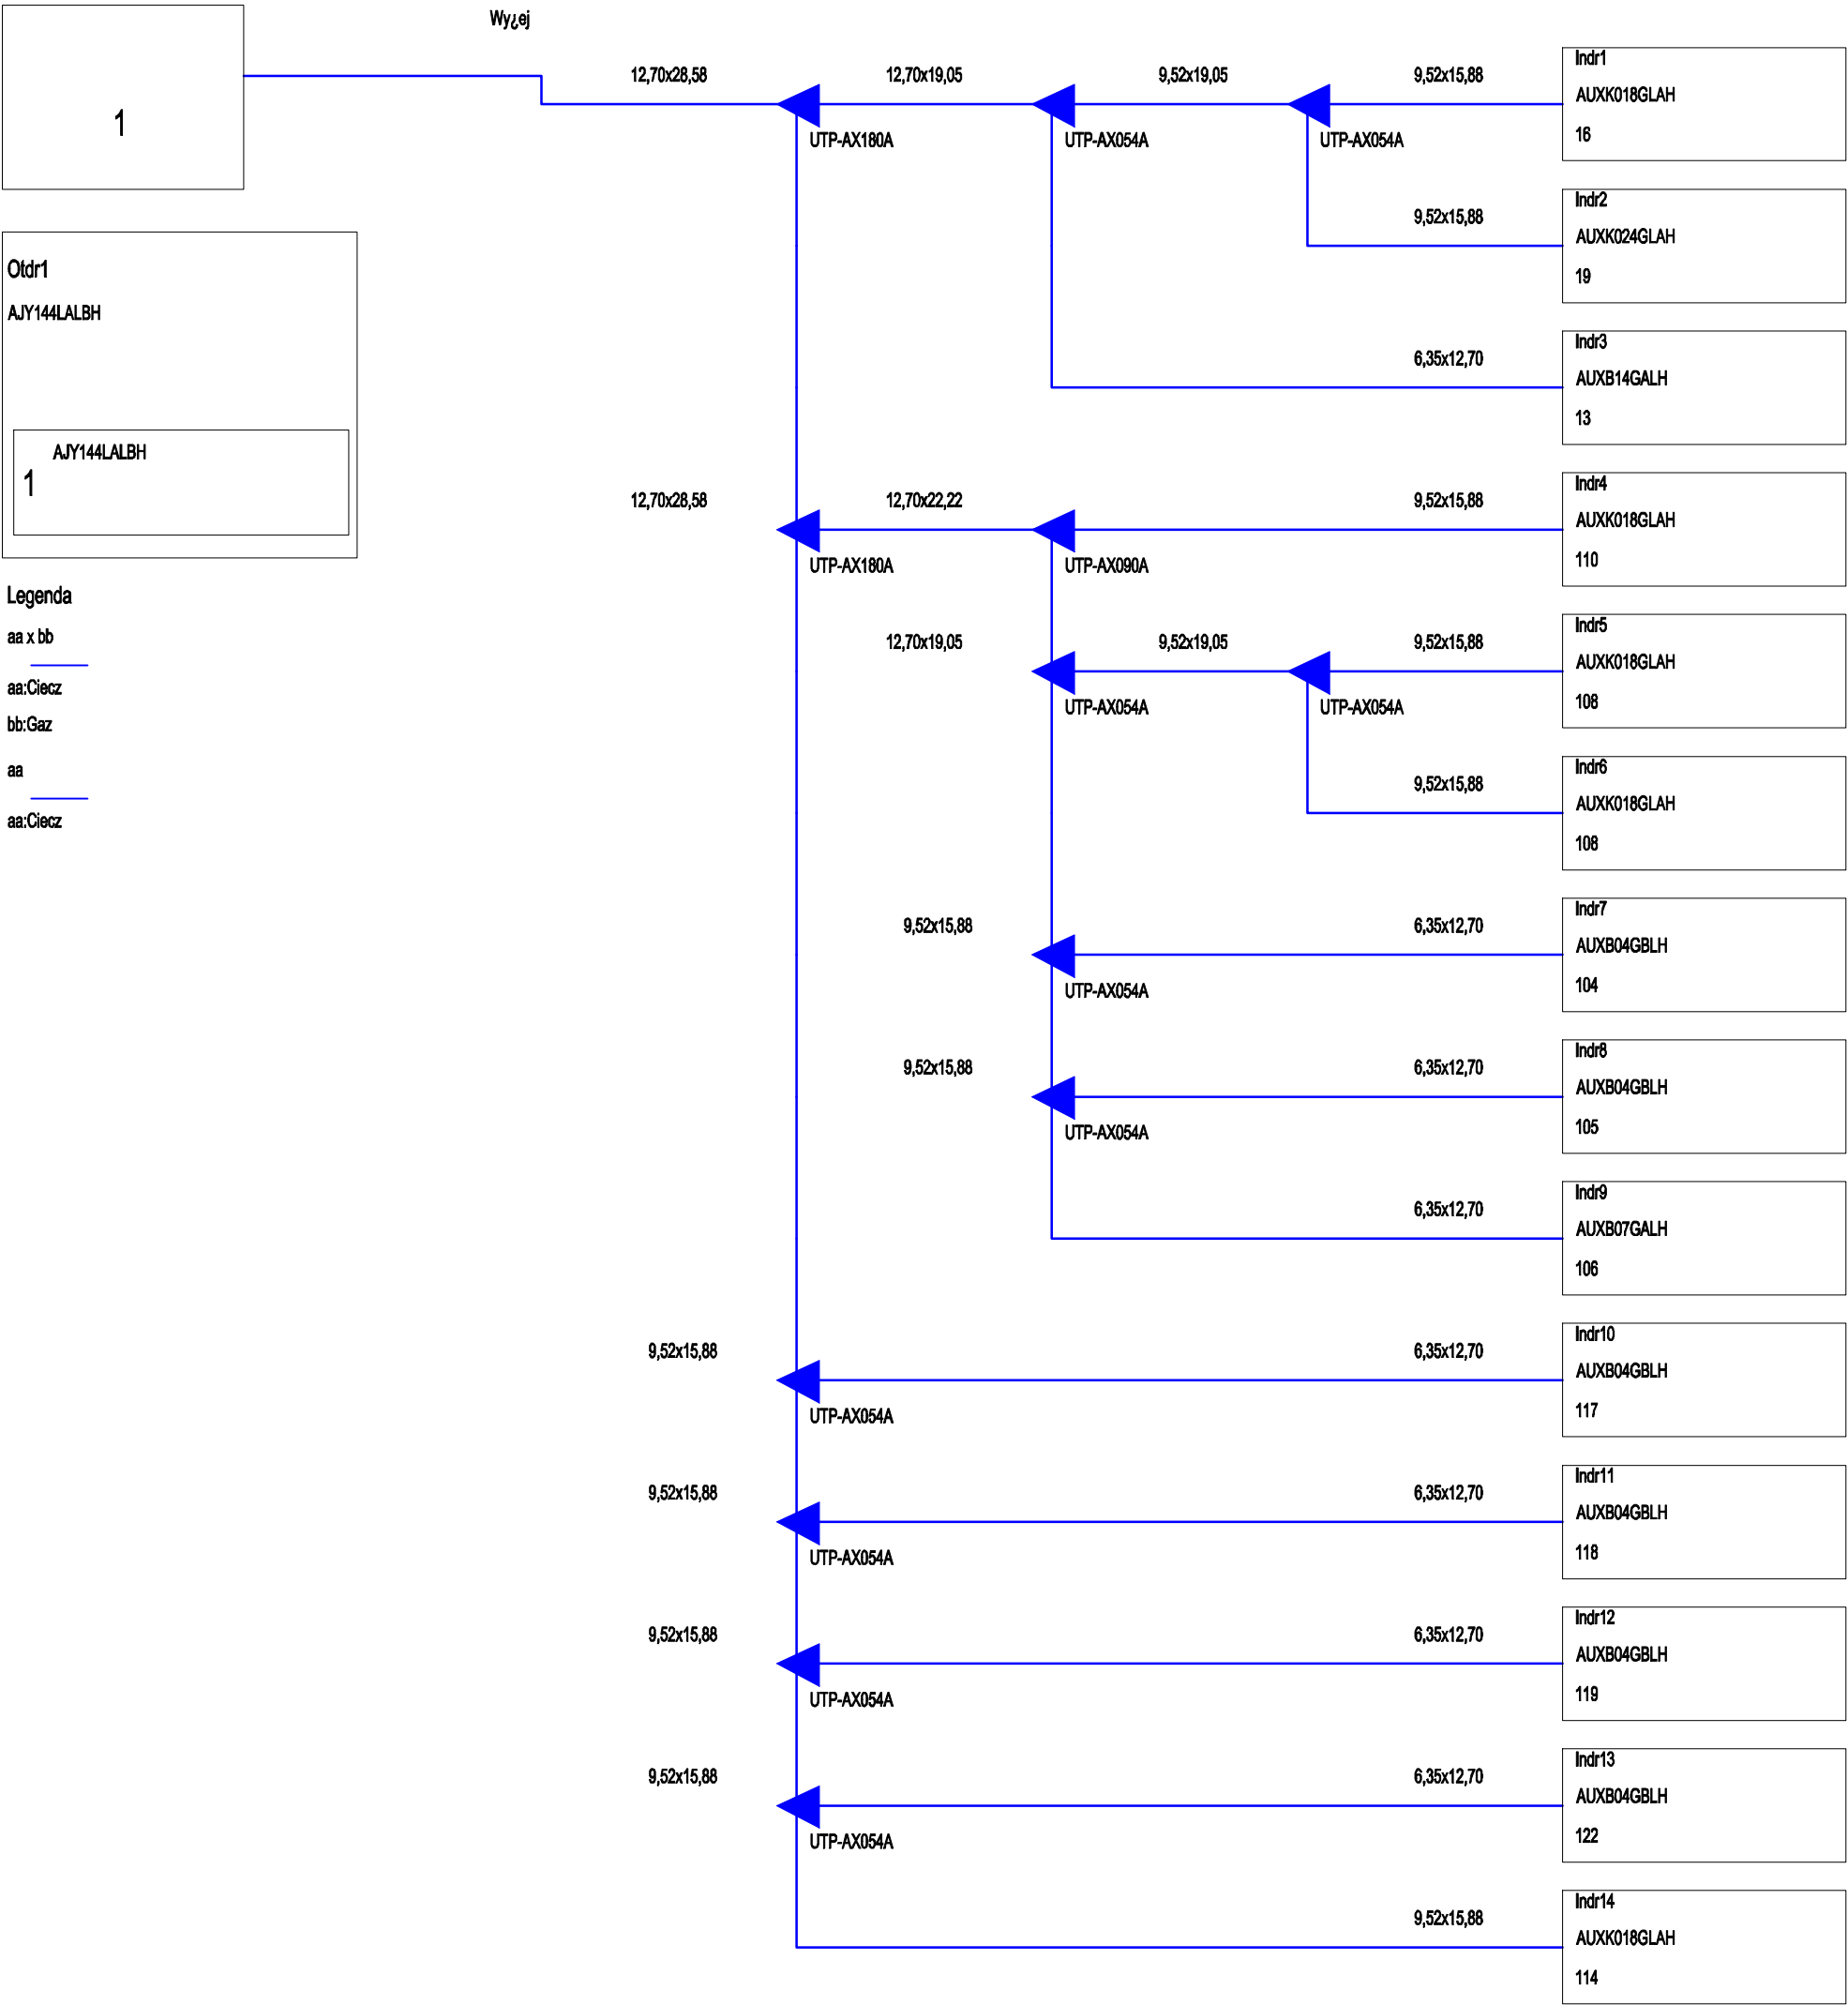 Wy¿ej
1
12,70x28,58
12,70x19,05
9,52x19,05
9,52x15,88
UTP-AX180A
UTP-AX054A
UTP-AX054A
Indr1
AUXK018GLAH
16
9,52x15,88
Indr2
AUXK024GLAH
19
Otdr1
AJY144LALBH
1
AJY144LALBH
6,35x12,70
Indr3
AUXB14GALH
13
12,70x28,58
12,70x22,22
9,52x15,88
UTP-AX180A
UTP-AX090A
Indr4
AUXK018GLAH
110
Legenda
aa x bb
aa:Ciecz
bb:Gaz
aa
aa:Ciecz
12,70x19,05
9,52x19,05
9,52x15,88
UTP-AX054A
UTP-AX054A
Indr5
AUXK018GLAH
108
9,52x15,88
Indr6
AUXK018GLAH
108
9,52x15,88
6,35x12,70
UTP-AX054A
Indr7
AUXB04GBLH
104
9,52x15,88
6,35x12,70
UTP-AX054A
Indr8
AUXB04GBLH
105
6,35x12,70
Indr9
AUXB07GALH
106
9,52x15,88
6,35x12,70
UTP-AX054A
Indr10
AUXB04GBLH
117
9,52x15,88
6,35x12,70
UTP-AX054A
Indr11
AUXB04GBLH
118
9,52x15,88
6,35x12,70
UTP-AX054A
Indr12
AUXB04GBLH
119
9,52x15,88
6,35x12,70
UTP-AX054A
Indr13
AUXB04GBLH
122
9,52x15,88
Indr14
AUXK018GLAH
114